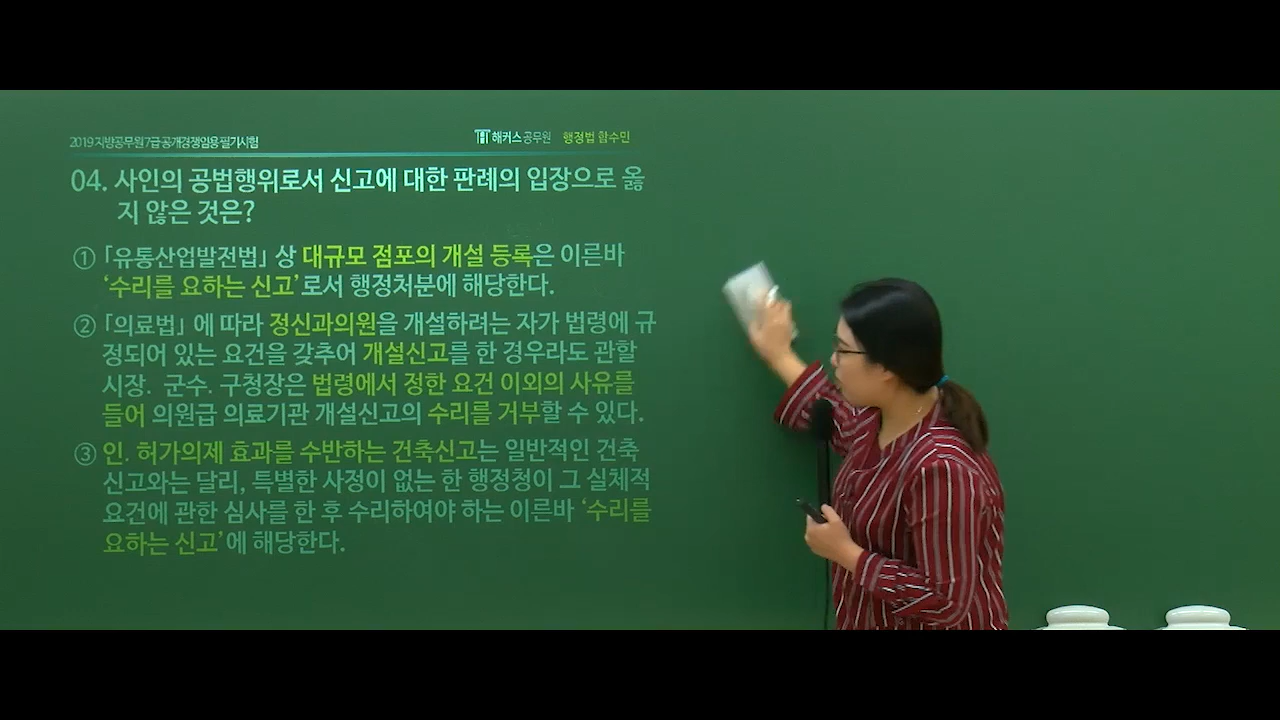 2019 지방공무원 7급 공개경쟁임용 필기시험
해커스 공무원 행정법 함수민
04. 사인의 공법행위로서 신고에 대한 판례의 입장으로 옳
지 않은 것은?
① 「유통산업발전법」 상 대규모 점포의 개설 등록은 이른바
‘수리를 요하는 신고’로서 행정처분에 해당한다.
② 「의료법」 에 따라 정신과의원을 개설하려는 자가 법령에 규
정되어 있는 요건을 갖추어 개설신고를 한 경우라도 관할
시장. 군수. 구청장은 법령에서 정한 요건 이외의 사유를
들어 의원급 의료기관 개설신고의 수리를 거부할 수 있다.
③ 인. 허가의제 효과를 수반하는 건축신고는 일반적인 건축
신고와는 달리, 특별한 사정이 없는 한 행정청이 그 실체적
요건에 관한 심사를 한 후 수리하여야 하는 이른바 ‘수리를
요하는 신고’에 해당한다.